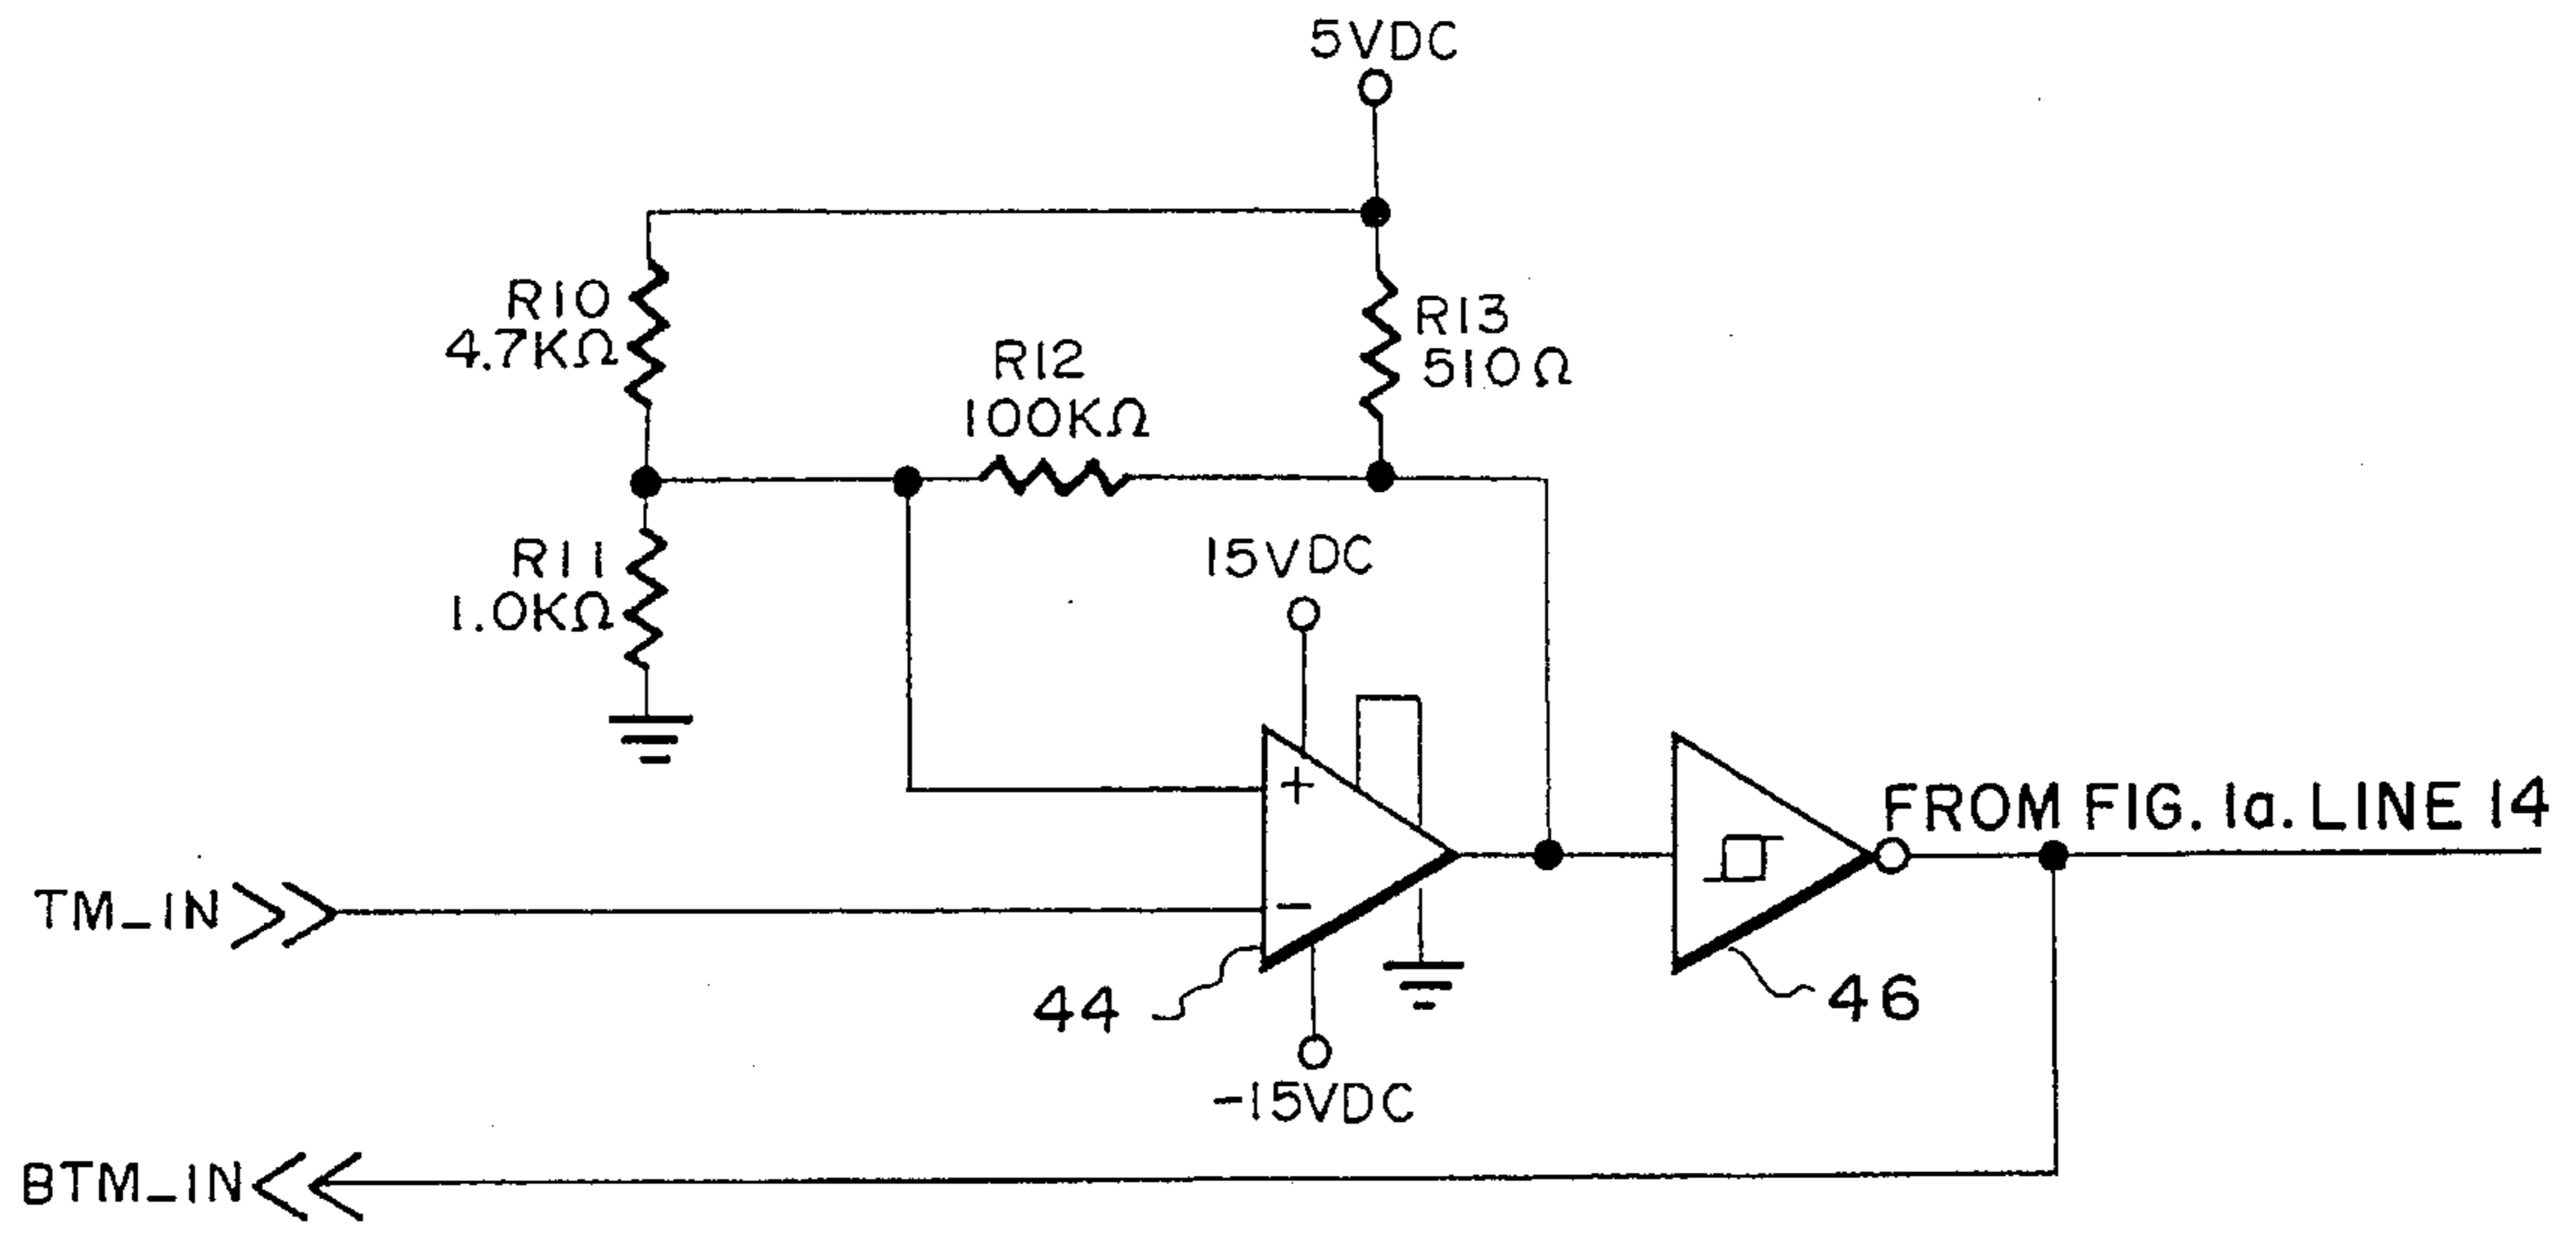 5VDC
R10
4.7KΩ
R13
510Ω
R12
100KΩ
R11
1.0KΩ
15VDC
+
FROM FIG. 1a. LINE 14
TM_IN
−
44
46
-15VDC
BTM_IN